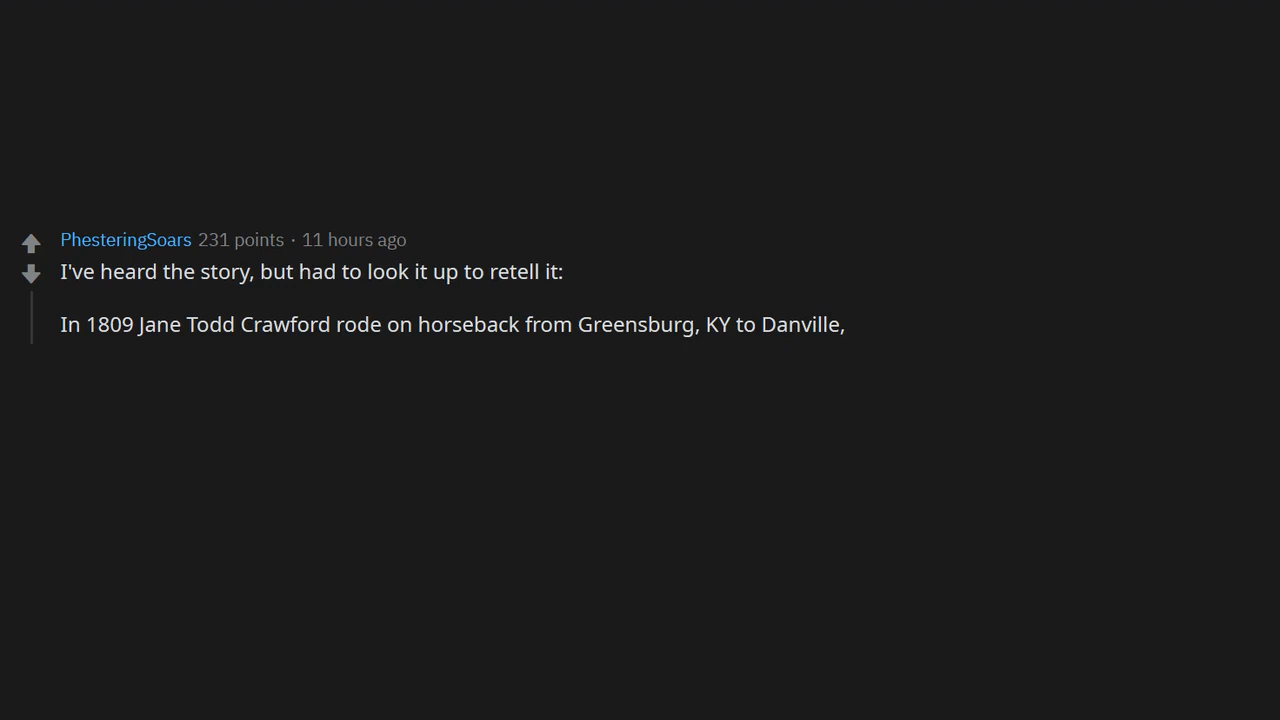 PhesteringSoars 231 points · 11 hours ago
I've heard the story, but had to look it up to retell it:
In 1809 Jane Todd Crawford rode on horseback from Greensburg, KY to Danville,